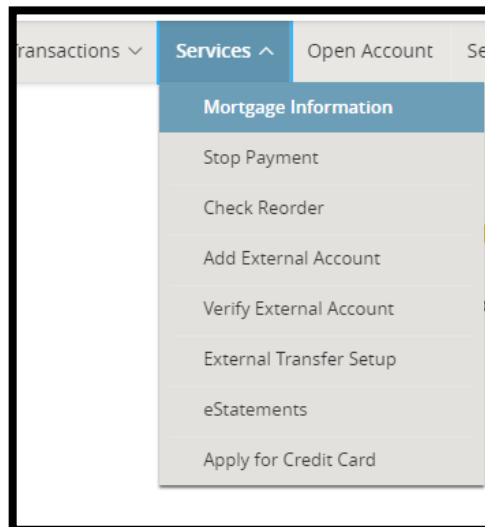 ransactions Services Open Account Se
Mortgage Information
Stop Payment
Check Reorder
Add External Account
Verify External Account
External Transfer Setup
eStatements
Apply for Credit Card